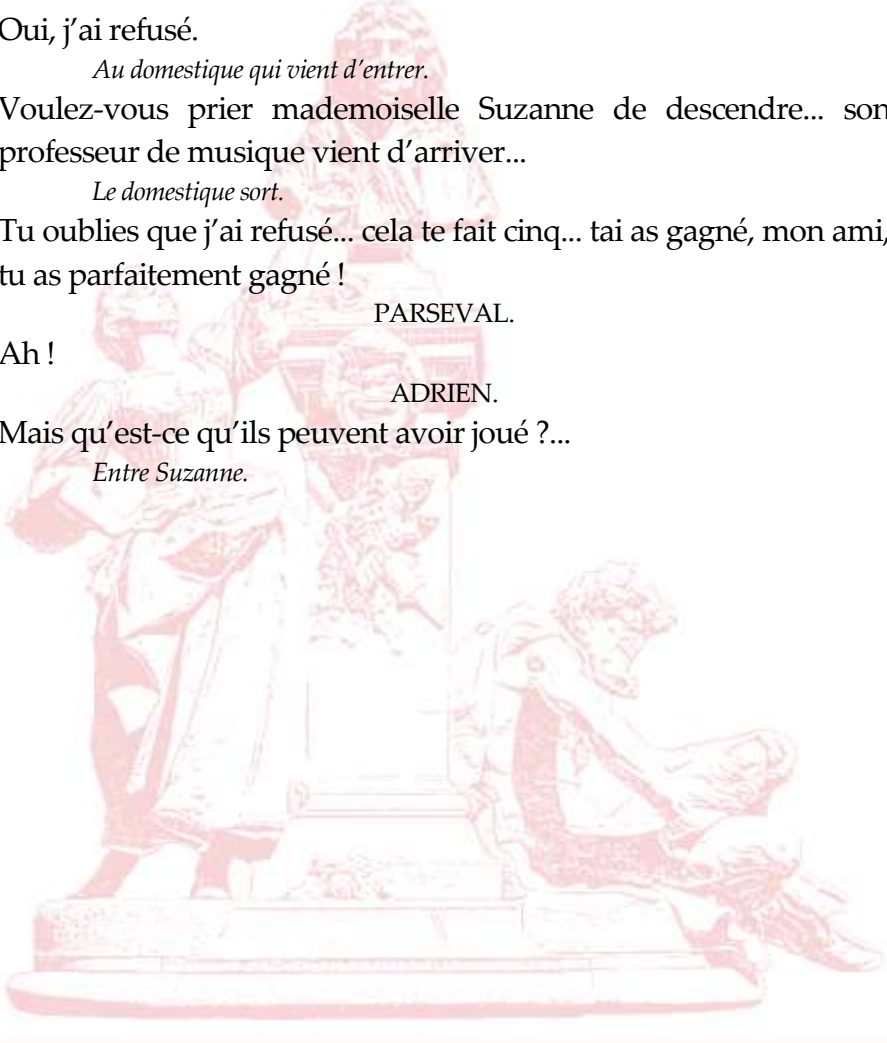 Oui, j’ai refusé.
Au domestique qui vient d’entrer.
Voulez-vous prier mademoiselle Suzanne de descendre... son
professeur de musique vient d’arriver...
Le domestique sort.
Tu oublies que j’ai refusé... cela te fait cinq... tai as gagné, mon ami,
tu as parfaitement gagné !
PARSEVAL.
Ah !
ADRIEN.
Mais qu’est-ce qu’ils peuvent avoir joué ?...
Entre Suzanne.